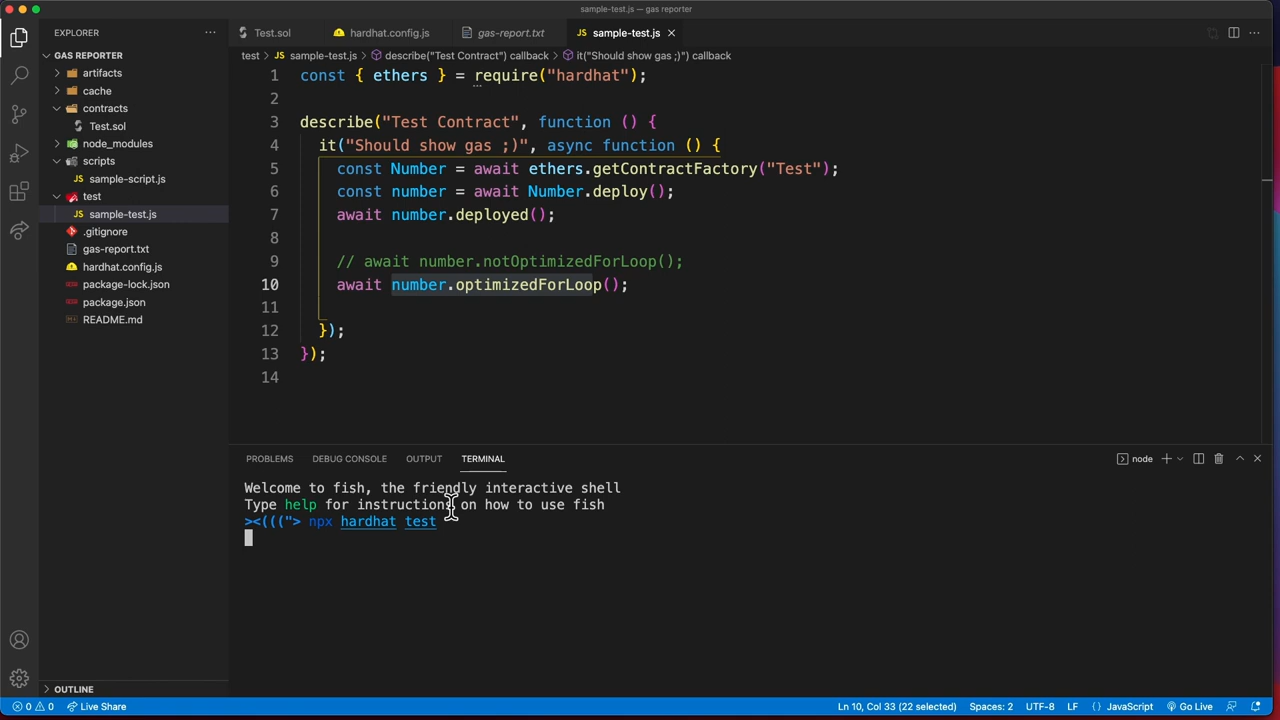 sample-test.js — gas reporter
EXPLORER
GAS REPORTER
artifacts
cache
contracts
Test.sol
node_modules
scripts
sample-script.js
test
sample-test.js
.gitignore
gas-report.txt
hardhat.config.js
package-lock.json
package.json
README.md
OUTLINE
Test.sol hardhat.config.js gas-report.txt sample-test.js
test > sample-test.js > describe("Test Contract") callback > it("Should show gas ;)") callback
1 const { ethers } = require("hardhat");
2
3 describe("Test Contract", function () {
4 it("Should show gas ;)", async function () {
5 const Number = await ethers.getContractFactory("Test");
6 const number = await Number.deploy();
7 await number.deployed();
8
9 // await number.notOptimizedForLoop();
10 await number.optimizedForLoop();
11
12 });
13 });
14
PROBLEMS DEBUG CONSOLE OUTPUT TERMINAL node
Welcome to fish, the friendly interactive shell
Type help for instructions on how to use fish
><((("> npx hardhat test
0 0 Live Share Ln 10, Col 33 (22 selected) Spaces: 2 UTF-8 LF {} JavaScript Go Live